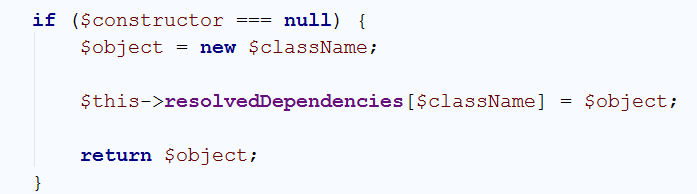 if ($constructor === null) {
    $object = new $className;
    $this->resolvedDependencies[$className] = $object;
    return $object;
}